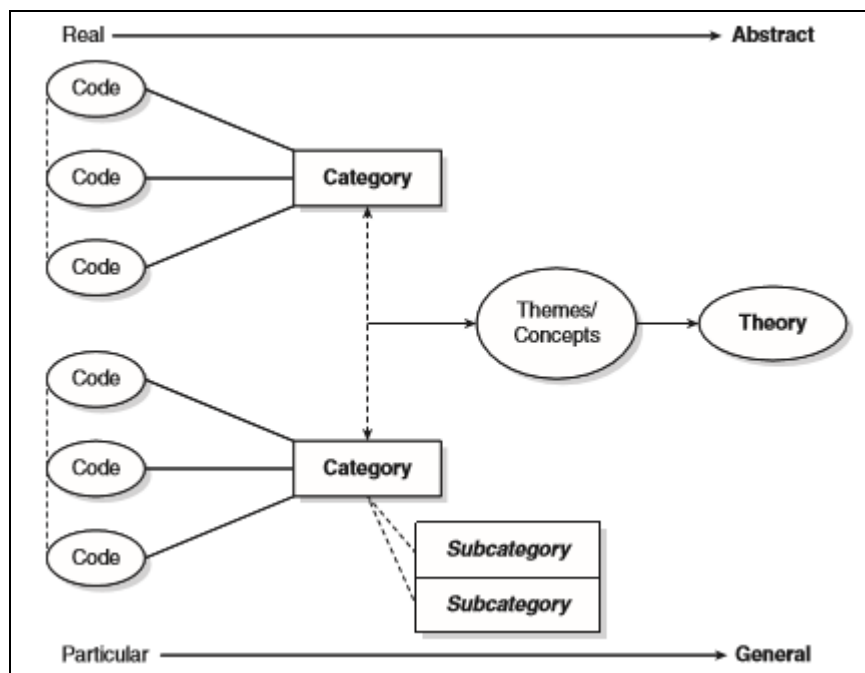 Real Abstract
Code
Code
Category
Code
Themes/
Concepts
Theory
Code
Code
Category
Code
Subcategory
Subcategory
Particular General